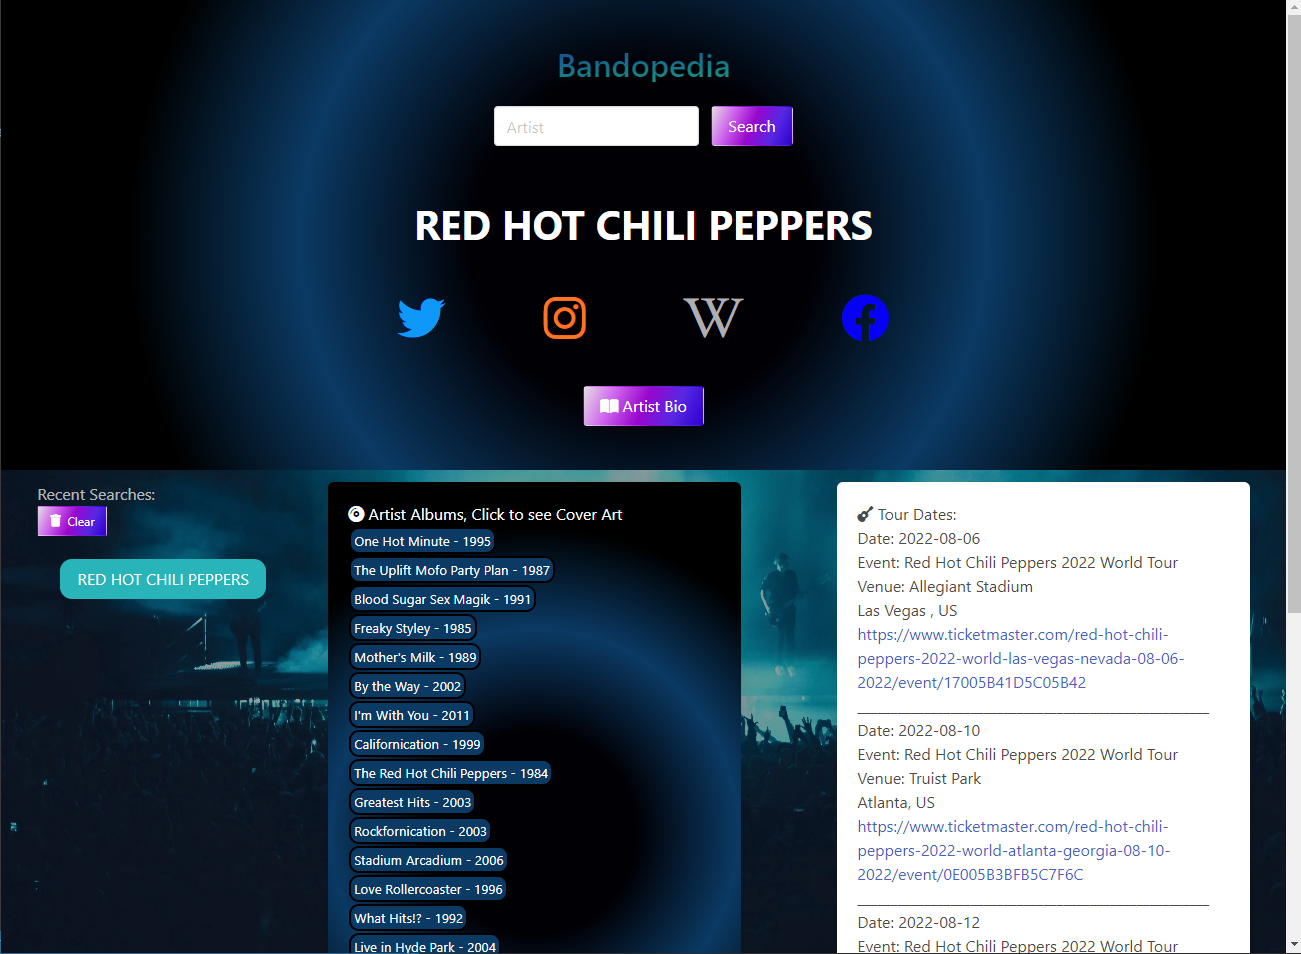 Bandopedia
Artist
Search
RED HOT CHILI PEPPERS
Artist Bio
Recent Searches:
Clear
RED HOT CHILI PEPPERS
Artist Albums, Click to see Cover Art
One Hot Minute - 1995
The Uplift Mofo Party Plan - 1987
Blood Sugar Sex Magik - 1991
Freaky Styley - 1985
Mother's Milk - 1989
By the Way - 2002
I'm With You - 2011
Californication - 1999
The Red Hot Chili Peppers - 1984
Greatest Hits - 2003
Rockfornication - 2003
Stadium Arcadium - 2006
Love Rollercoaster - 1996
What Hits!? - 1992
Live in Hyde Park - 2004
Tour Dates:
Date: 2022-08-06
Event: Red Hot Chili Peppers 2022 World Tour
Venue: Allegiant Stadium
Las Vegas , US
https://www.ticketmaster.com/red-hot-chili-
peppers-2022-world-las-vegas-nevada-08-06-
2022/event/17005B41D5C05B42
Date: 2022-08-10
Event: Red Hot Chili Peppers 2022 World Tour
Venue: Truist Park
Atlanta, US
https://www.ticketmaster.com/red-hot-chili-
peppers-2022-world-atlanta-georgia-08-10-
2022/event/0E005B3BFB5C7F6C
Date: 2022-08-12
Event: Red Hot Chili Peppers 2022 World Tour